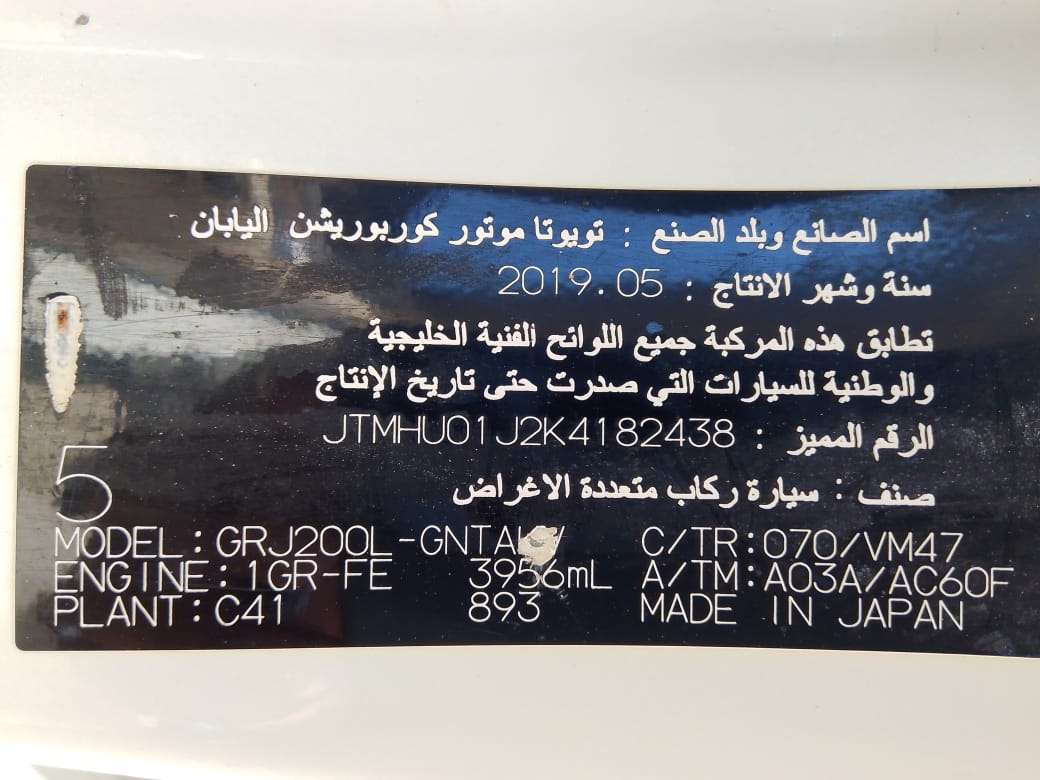 اسم الصانع وبلد الصنع : تويوتا موتور كوربوريشن اليابان
سنة وشهر الانتاج : 2019.05
تطابق هذه المركبة جميع اللوائح الفنية الخليجية
والوطنية للسيارات التي صدرت حتى تاريخ الإنتاج
الرقم المميز : JTMHU01J2K4182438
صنف : سيارة ركاب متعددة الاغراض
5
MODEL:GRJ200L- C/TR:070/VM47
ENGINE:1GR-FE 3956mL A/TM:A03A/AC60F
PLANT:C41 893 MADE IN JAPAN